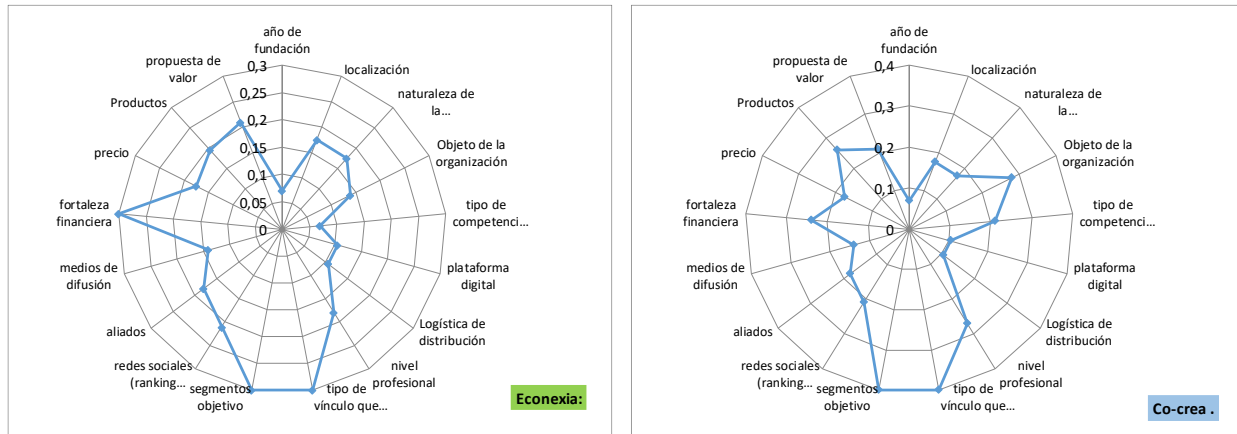 año de
fundación
localización
naturaleza de
la…
Objeto de la
organización
tipo de
competenci…
plataforma
digital
Logística de
distribución
nivel
profesional
tipo de
vínculo que…
segmentos
objetivo
redes sociales
(ranking…
aliados
medios de
difusión
fortaleza
financiera
precio
Productos
propuesta de
valor
0,3
0,25
0,2
0,15
0,1
0,05
0
Econexia:
año de
fundación
localización
naturaleza de
la…
Objeto de la
organización
tipo de
competenci…
plataforma
digital
Logística de
distribución
nivel
profesional
tipo de
vínculo que…
segmentos
objetivo
redes sociales
(ranking…
aliados
medios de
difusión
fortaleza
financiera
precio
Productos
propuesta de
valor
0,4
0,3
0,2
0,1
0
Co-crea .